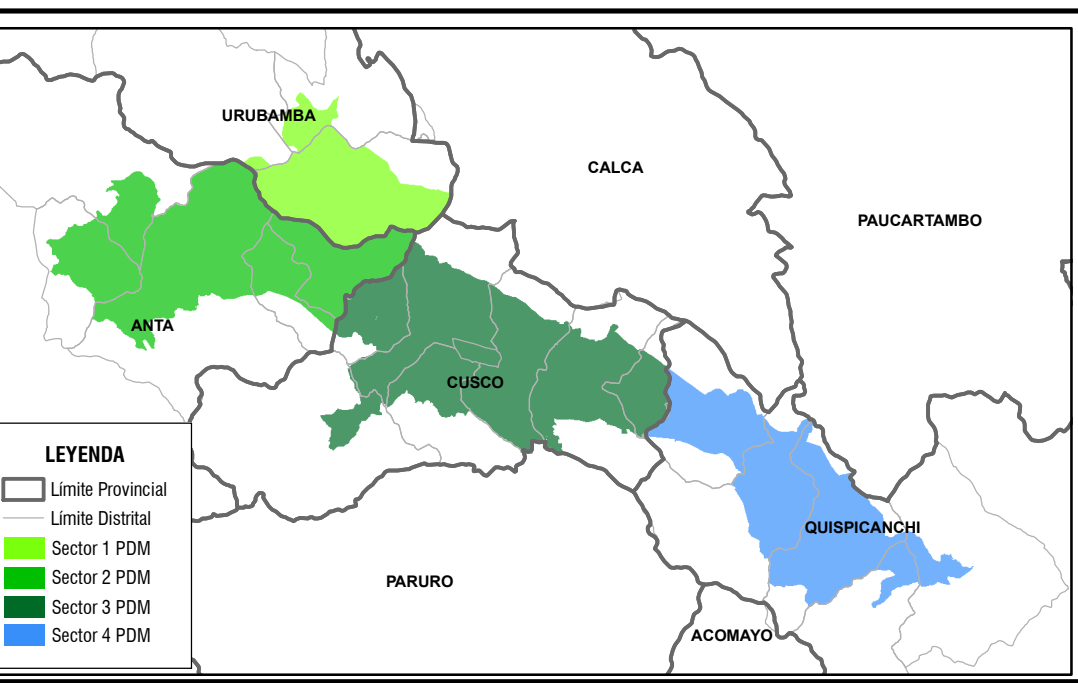 URUBAMBA
CALCA
PAUCARTAMBO
ANTA
CUSCO
QUISPICANCHI
PARURO
ACOMAYO
LEYENDA
Límite Provincial
Límite Distrital
Sector 1 PDM
Sector 2 PDM
Sector 3 PDM
Sector 4 PDM